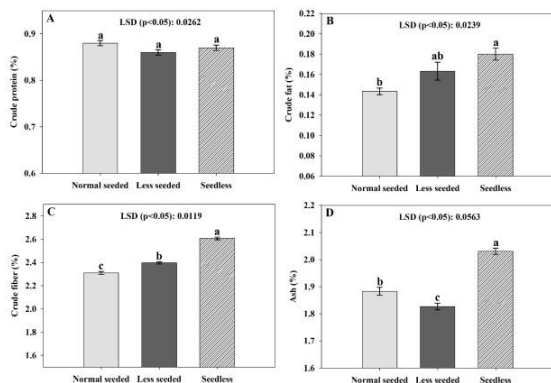 A
LSD (p<0.05): 0.0262
a
a
a
Crude protein (%)
0.9
0.8
0.7
0.6
Normal seeded
Less seeded
Seedless
B
LSD (p<0.05): 0.0239
b
ab
a
Crude fat (%)
0.20
0.18
0.16
0.14
0.12
0.10
0.08
0.06
Normal seeded
Less seeded
Seedless
C
LSD (p<0.05): 0.0119
c
b
a
Crude fiber (%)
2.8
2.6
2.4
2.2
2.0
1.8
1.6
Normal seeded
Less seeded
Seedless
D
LSD (p<0.05): 0.0563
b
c
a
Ash (%)
2.2
2.1
2.0
1.9
1.8
1.7
1.6
Normal seeded
Less seeded
Seedless